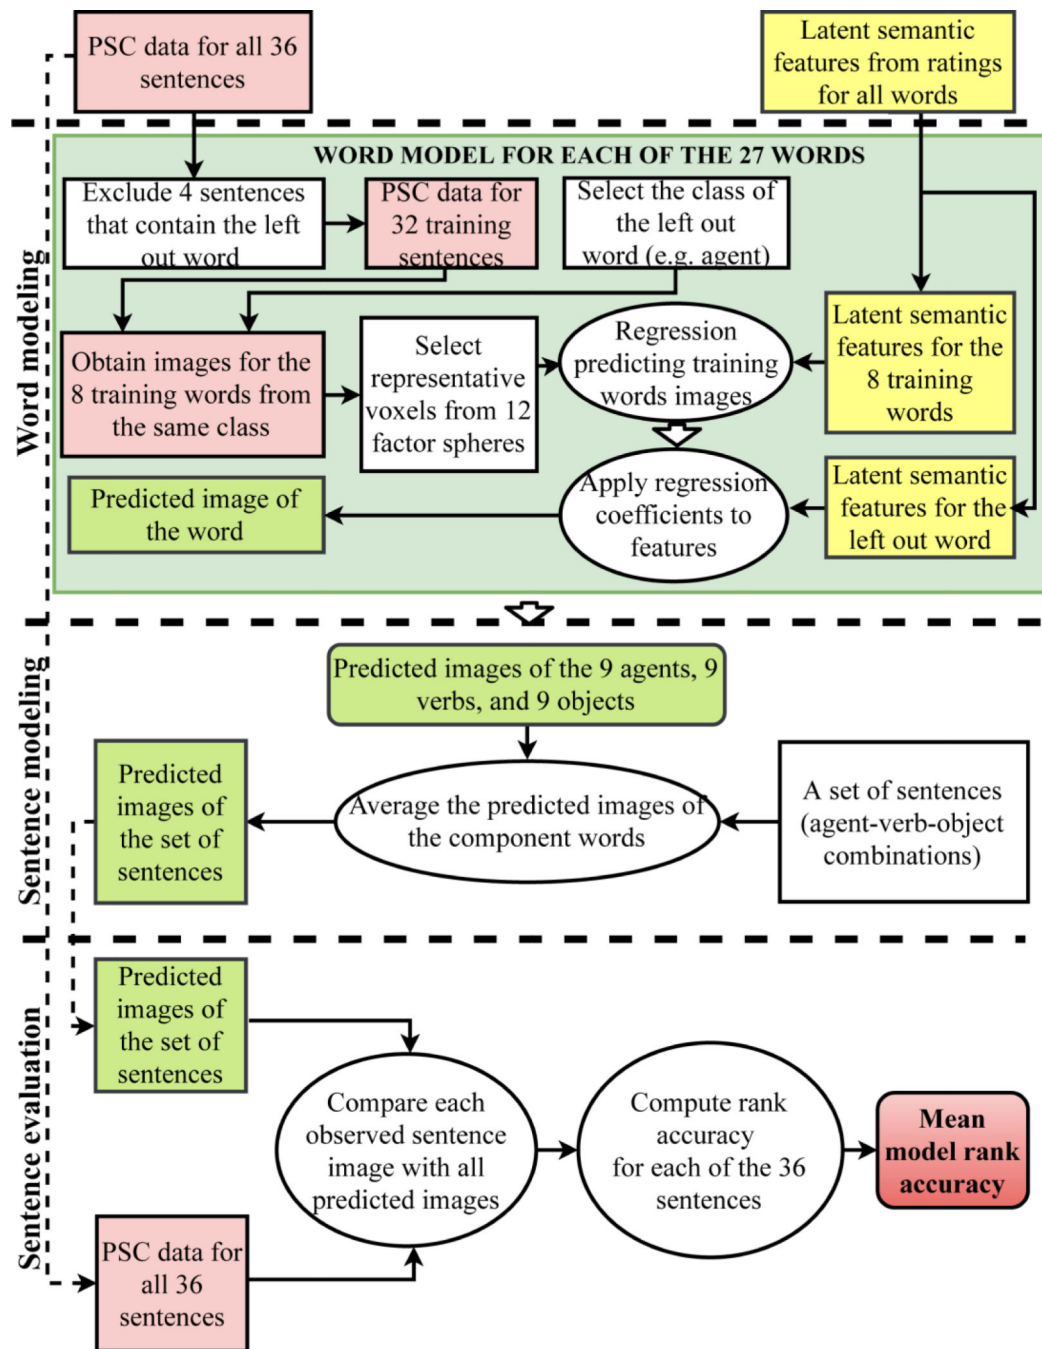 PSC data for all 36
sentences
Latent semantic
features from ratings
for all words
Word modeling
WORD MODEL FOR EACH OF THE 27 WORDS
Exclude 4 sentences
that contain the left
out word
PSC data for
32 training
sentences
Select the class of
the left out
word (e.g. agent)
Obtain images for the
8 training words from
the same class
Select
representative
voxels from 12
factor spheres
Regression
predicting training
words images
Latent semantic
features for the
8 training
words
Predicted image of
the word
Apply regression
coefficients to
features
Latent semantic
features for the
left out word
Sentence modeling
Predicted images of the 9 agents, 9
verbs, and 9 objects
Predicted
images of
the set of
sentences
Average the predicted images of
the component words
A set of sentences
(agent-verb-object
combinations)
Sentence evaluation
Predicted
images of
the set of
sentences
Compare each
observed sentence
image with all
predicted images
Compute rank
accuracy
for each of the 36
sentences
Mean
model rank
accuracy
PSC data for
all 36
sentences